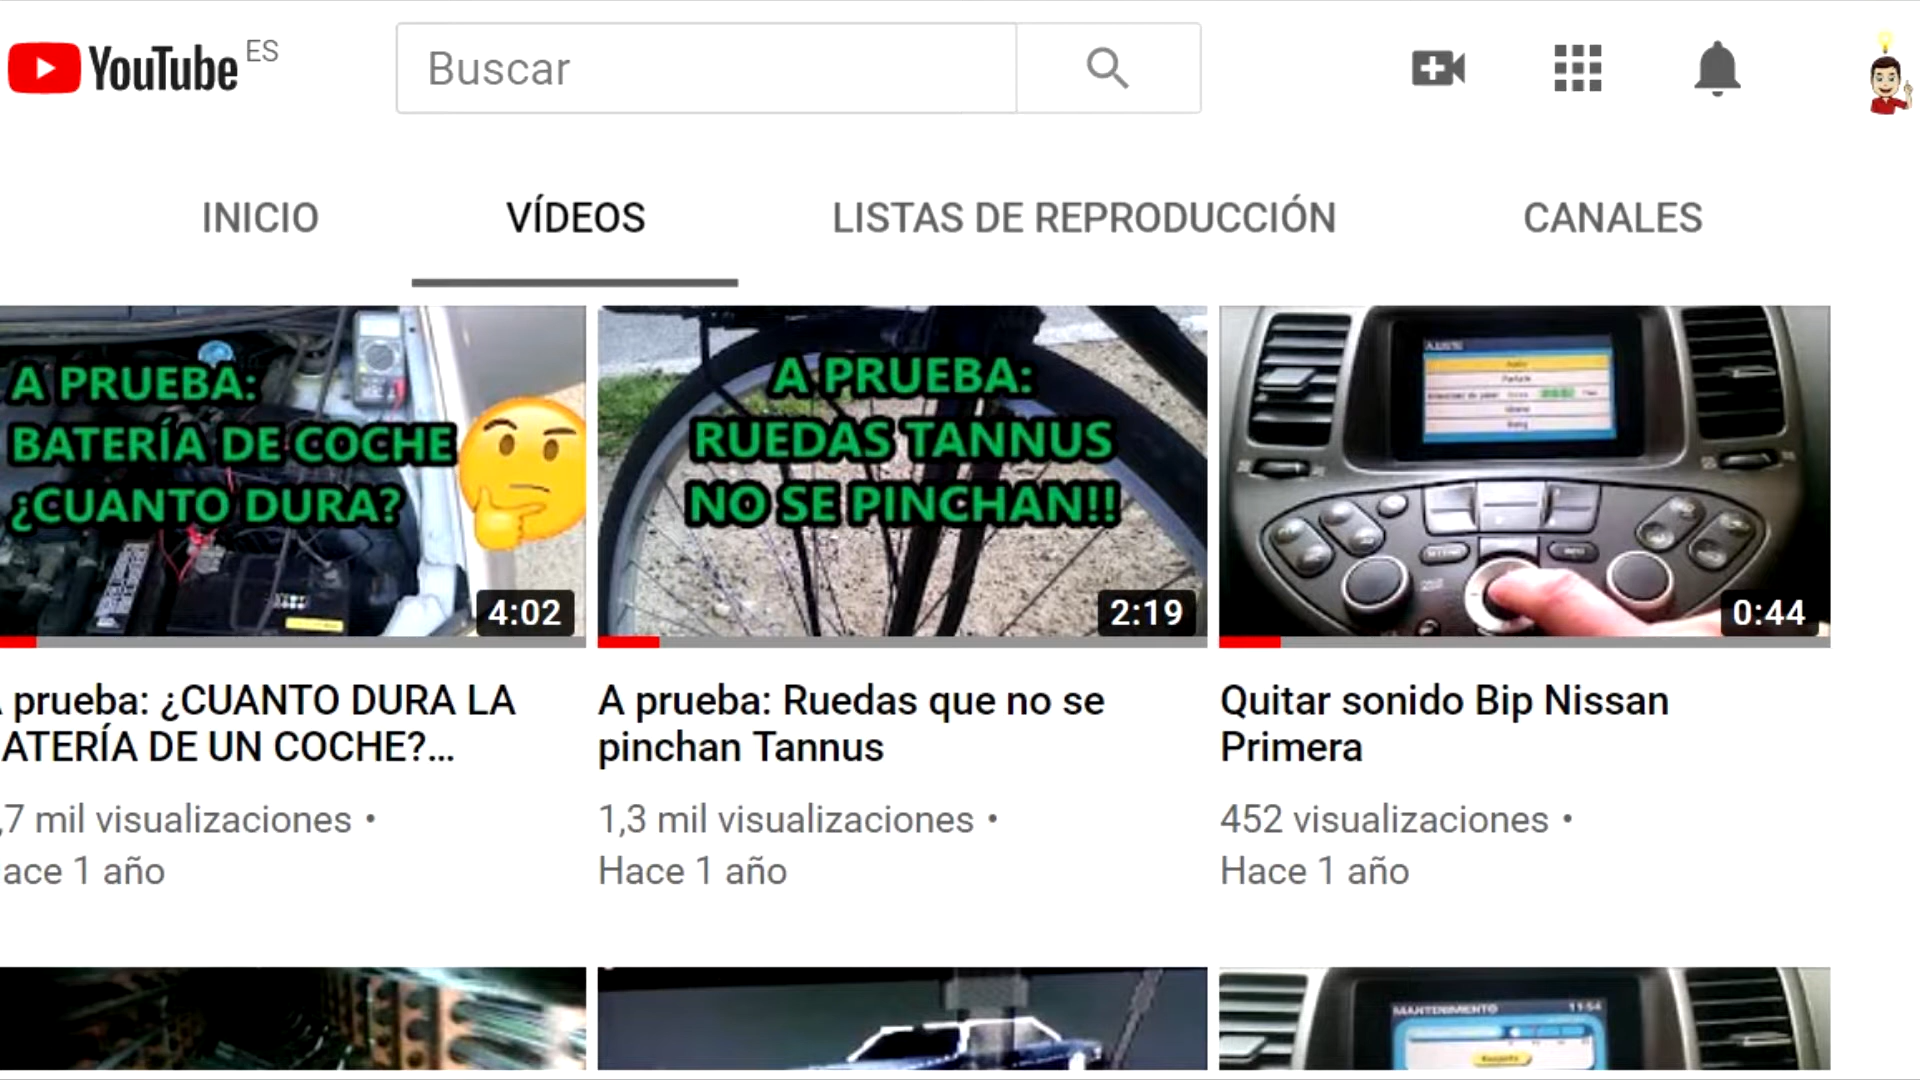 YouTube ES
Buscar
INICIO
VÍDEOS
LISTAS DE REPRODUCCIÓN
CANALES
A PRUEBA:
BATERÍA DE COCHE
¿CUANTO DURA?
4:02
A PRUEBA:
RUEDAS TANNUS
NO SE PINCHAN!!
2:19
0:44
prueba: ¿CUANTO DURA LA
ATERÍA DE UN COCHE?...
,7 mil visualizaciones •
ace 1 año
A prueba: Ruedas que no se
pinchan Tannus
1,3 mil visualizaciones •
Hace 1 año
Quitar sonido Bip Nissan
Primera
452 visualizaciones •
Hace 1 año
MANTENIMIENTO 11:54